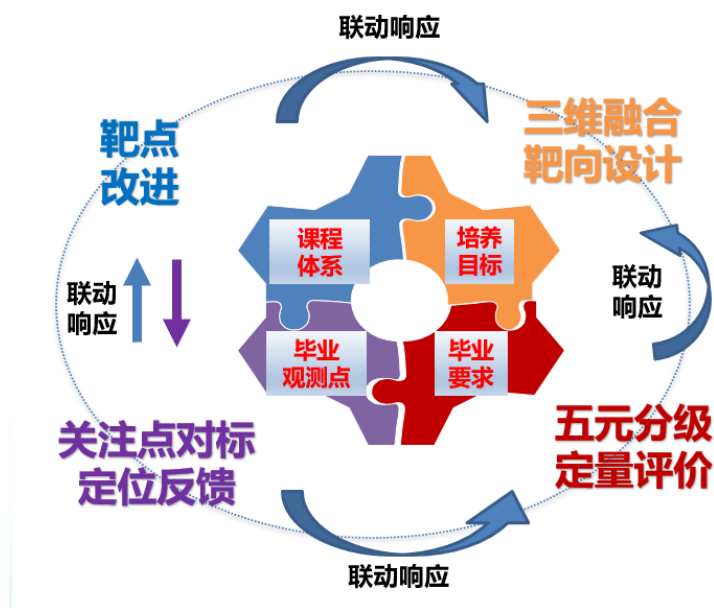 联动响应
靶点
改进
三维融合
靶向设计
课程
体系
培养
目标
联动
响应
联动
响应
毕业
观测点
毕业
要求
关注点对标
定位反馈
五元分级
定量评价
联动响应